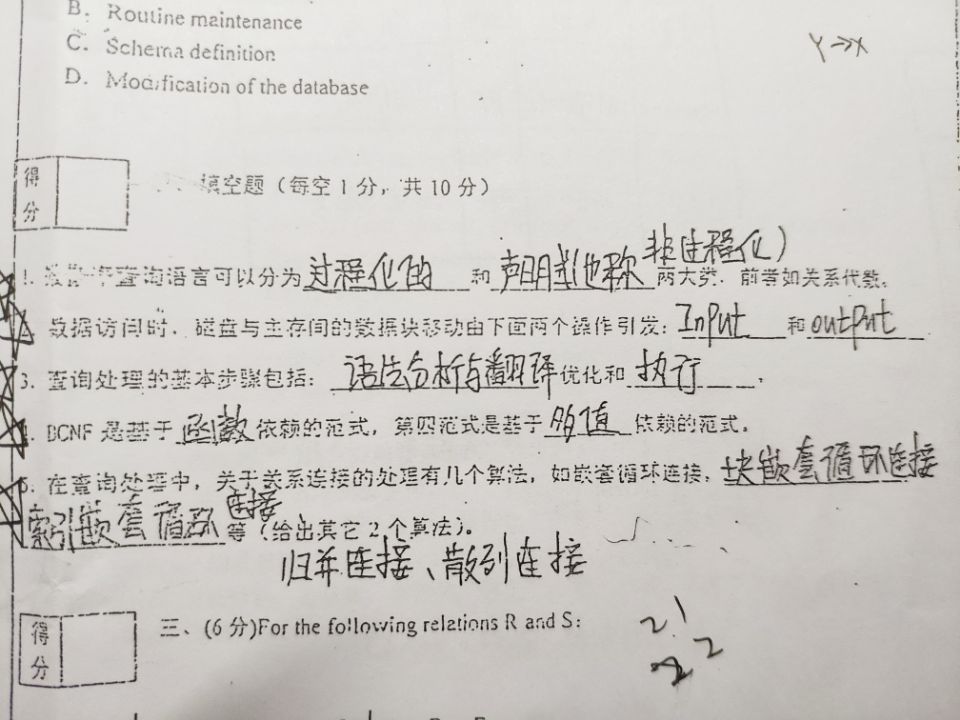 B. Routine maintenance
C. Schema definition
D. Modification of the database
Y→→X
得分
填空题（每空1分，共10分）
1. 查询语言可以分为 过程化的 和 声明式(也称非过程化) 两大类，前者如关系代数。
数据访问时，磁盘与主存间的数据块移动由下面两个操作引发：Input 和 output
3. 查询处理的基本步骤包括：语法分析与翻译 优化和 执行 。
BCNF 是基于 函数 依赖的范式，第四范式是基于 多值 依赖的范式。
在查询处理中，关于关系连接的处理有几个算法，如嵌套循环连接，块嵌套循环连接
索引嵌套循环连接 等（给出其它2个算法）。
归并连接、散列连接
得分
三、(6分)For the following relations R and S: